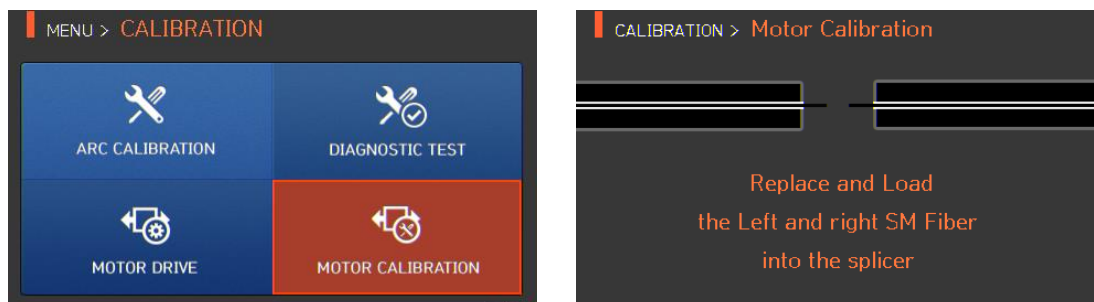 MENU > CALIBRATION
ARC CALIBRATION
DIAGNOSTIC TEST
MOTOR DRIVE
MOTOR CALIBRATION
CALIBRATION > Motor Calibration
Replace and Load
the Left and right SM Fiber
into the splicer